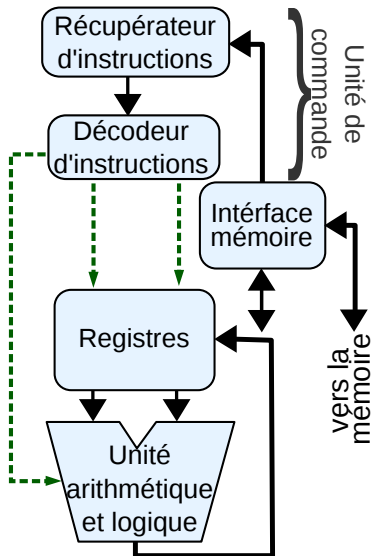 Récupérateur
d'instructions
Unité de
commande
Décodeur
d'instructions
Intérface
mémoire
Registres
vers la
mémoire
Unité
arithmétique
et logique